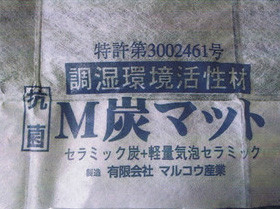 特許第3002461号
調湿環境活性材
抗菌
M炭マット
セラミック炭+軽量気泡セラミック
製造 有限会社 マルコウ産業